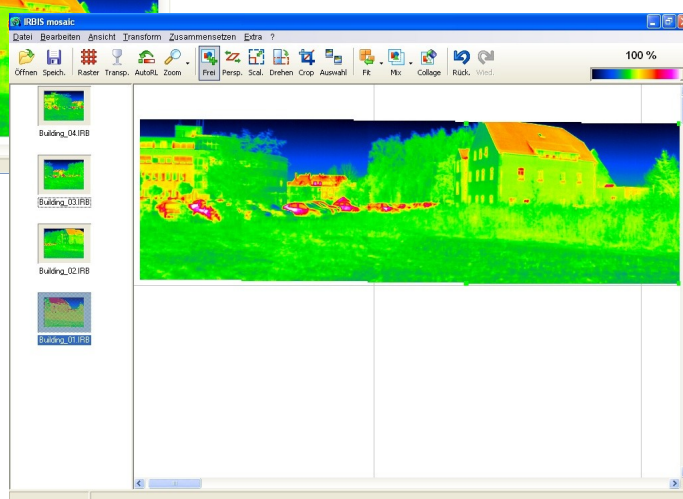 IRBIS mosaic
Datei Bearbeiten Ansicht Transform Zusammensetzen Extra ?
Öffnen Speich. Raster Transp. AutoRL Zoom Frei Persp. Scal. Drehen Crop Auswahl Fit Mix Collage Rück. Wied. 100 %
Building_04.IRB
Building_03.IRB
Building_02.IRB
Building_01.IRB